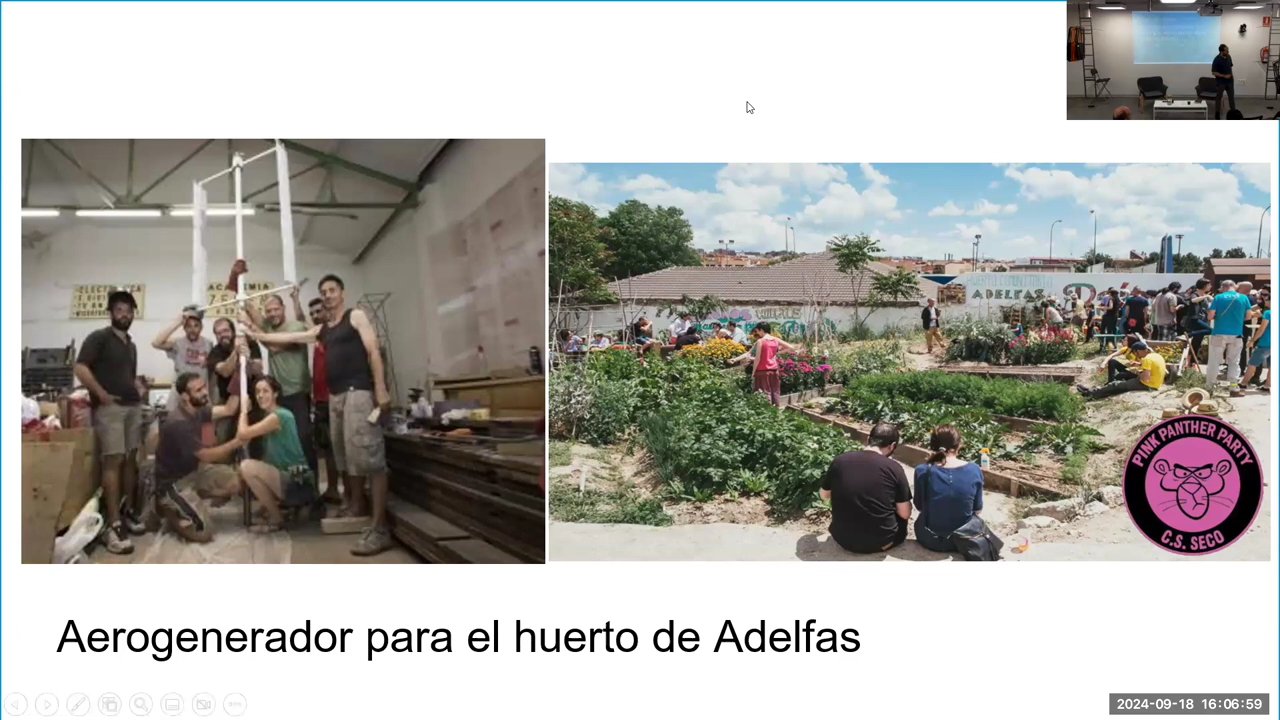 ADELFAS
PINK PANTHER PARTY
C.S. SECO
Aerogenerador para el huerto de Adelfas
2024-09-18 16:06:59